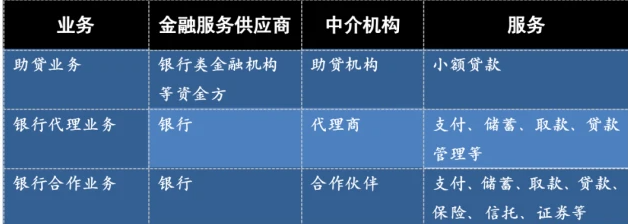 业务 金融服务供应商 中介机构 服务
助贷业务 银行类金融机构 助贷机构 小额贷款
等资金方
银行代理业务 银行 代理商 支付、储蓄、取款、贷款
管理等
银行合作业务 银行 合作伙伴 支付、储蓄、取款、贷款、
保险、信托、证券等